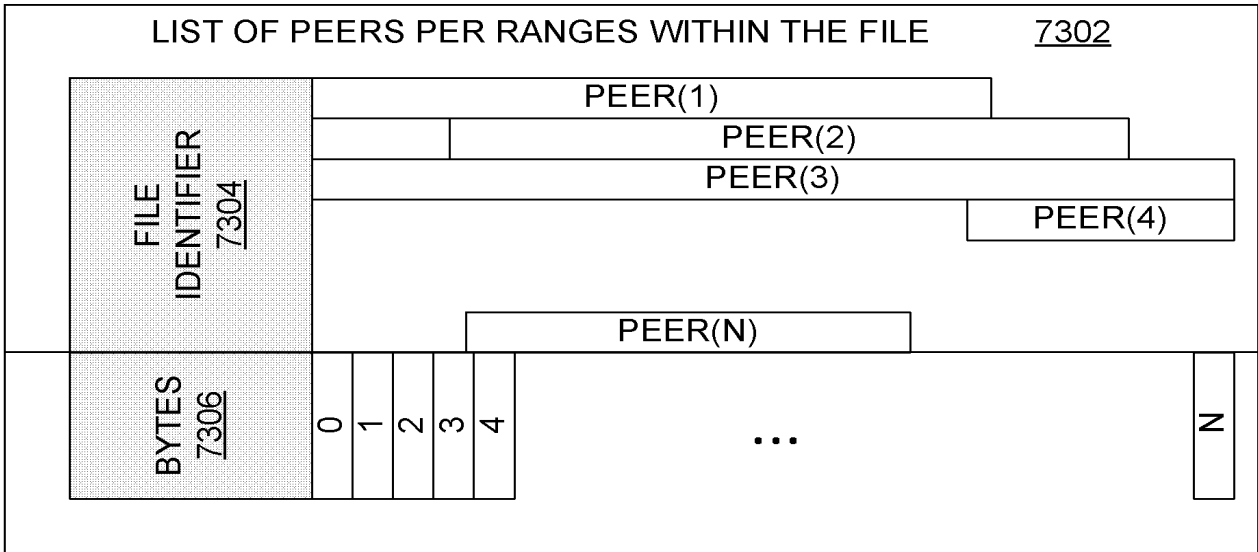 LIST OF PEERS PER RANGES WITHIN THE FILE 7302
PEER(1)
PEER(2)
PEER(3)
PEER(4)
PEER(N)
FILE
IDENTIFIER
7304
BYTES
7306
0 1 2 3 4 ... N